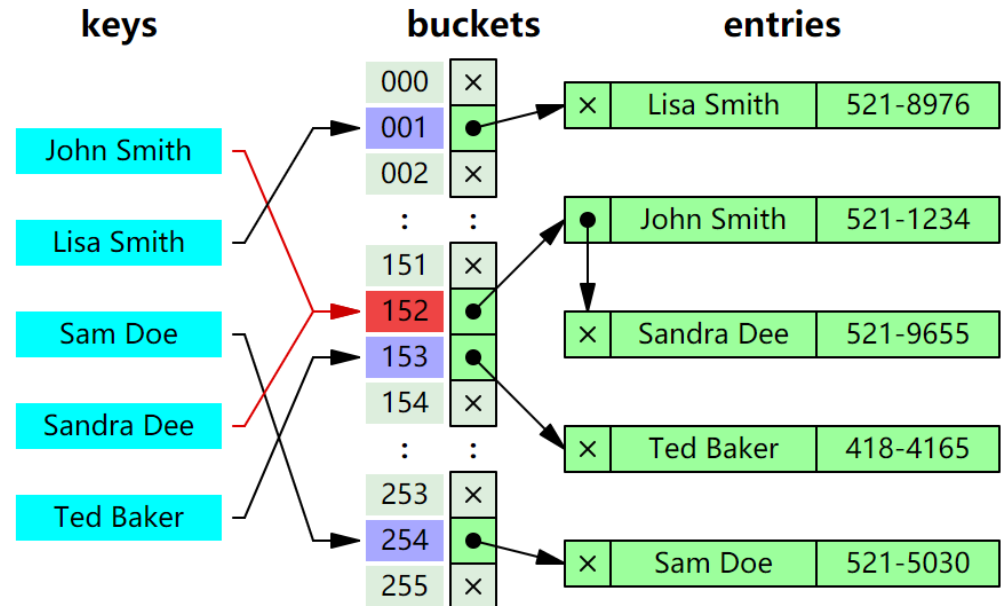 keys
buckets
entries
John Smith
Lisa Smith
Sam Doe
Sandra Dee
Ted Baker
000 ×
001
002 ×
: :
151 ×
152
153
154 ×
: :
253 ×
254
255 ×
× Lisa Smith 521-8976
John Smith 521-1234
× Sandra Dee 521-9655
× Ted Baker 418-4165
× Sam Doe 521-5030